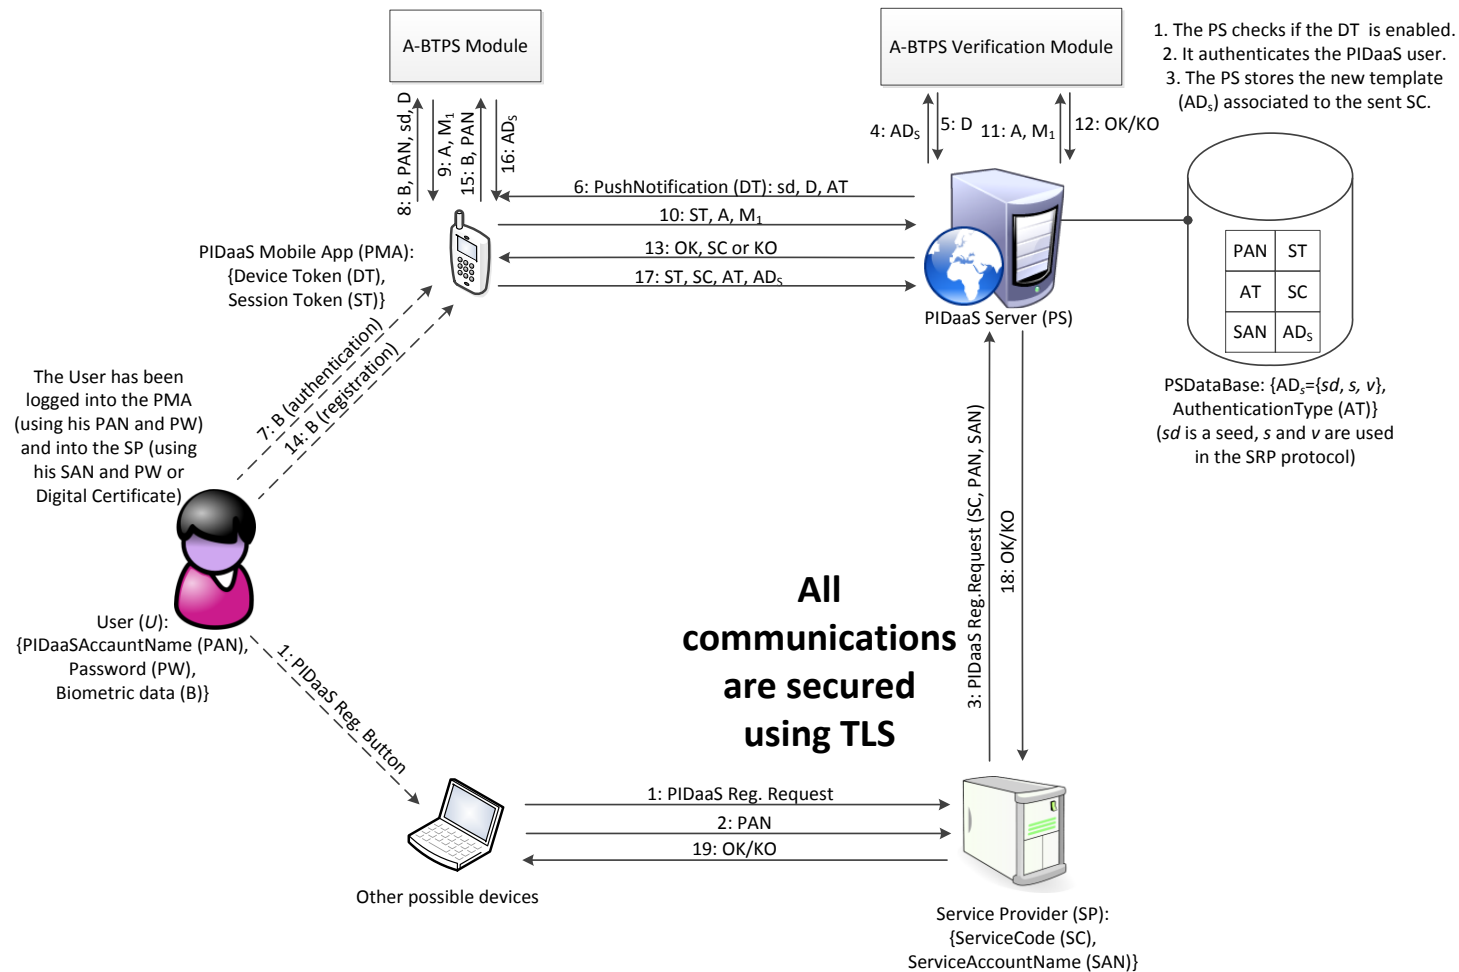 A-BTPS Module
A-BTPS Verification Module
1. The PS checks if the DT is enabled.
2. It authenticates the PIDaaS user.
3. The PS stores the new template
(ADS) associated to the sent SC.
8: B, PAN, sd, D
9: A, M1
15: B, PAN
16: ADS
4: ADS
5: D
11: A, M1
12: OK/KO
6: PushNotification (DT): sd, D, AT
10: ST, A, M1
13: OK, SC or KO
17: ST, SC, AT, ADS
PIDaaS Mobile App (PMA):
{Device Token (DT),
Session Token (ST)}
PIDaaS Server (PS)
PAN
ST
AT
SC
SAN
ADS
PSDataBase: {ADs={sd, s, v},
AuthenticationType (AT)}
(sd is a seed, s and v are used
in the SRP protocol)
The User has been
logged into the PMA
(using his PAN and PW)
and into the SP (using
his SAN and PW or
Digital Certificate)
7: B (authentication)
14: B (registration)
User (U):
{PIDaaSAccauntName (PAN),
Password (PW),
Biometric data (B)}
1: PIDaaS Reg. Button
All
communications
are secured
using TLS
3: PIDaaS Reg.Request (SC, PAN, SAN)
18: OK/KO
1: PIDaaS Reg. Request
2: PAN
19: OK/KO
Other possible devices
Service Provider (SP):
{ServiceCode (SC),
ServiceAccountName (SAN)}